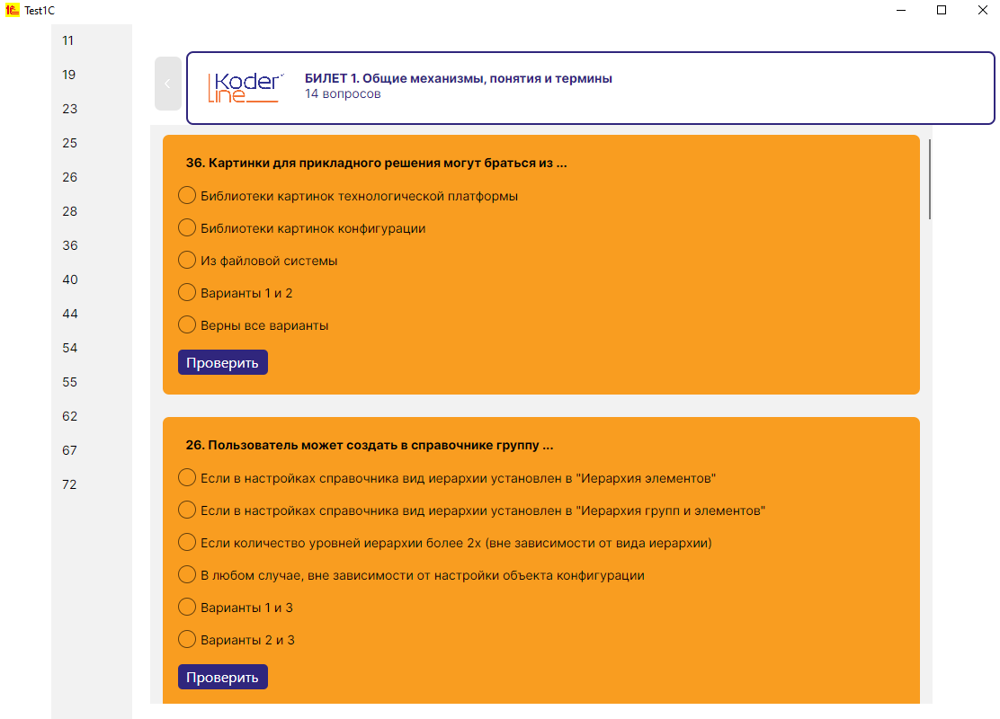 Test1C
11
19
23
25
26
28
36
40
44
54
55
62
67
72
Koder
line
БИЛЕТ 1. Общие механизмы, понятия и термины
14 вопросов
36. Картинки для прикладного решения могут браться из ...
Библиотеки картинок технологической платформы
Библиотеки картинок конфигурации
Из файловой системы
Варианты 1 и 2
Верны все варианты
Проверить
26. Пользователь может создать в справочнике группу ...
Если в настройках справочника вид иерархии установлен в "Иерархия элементов"
Если в настройках справочника вид иерархии установлен в "Иерархия групп и элементов"
Если количество уровней иерархии более 2х (вне зависимости от вида иерархии)
В любом случае, вне зависимости от настройки объекта конфигурации
Варианты 1 и 3
Варианты 2 и 3
Проверить